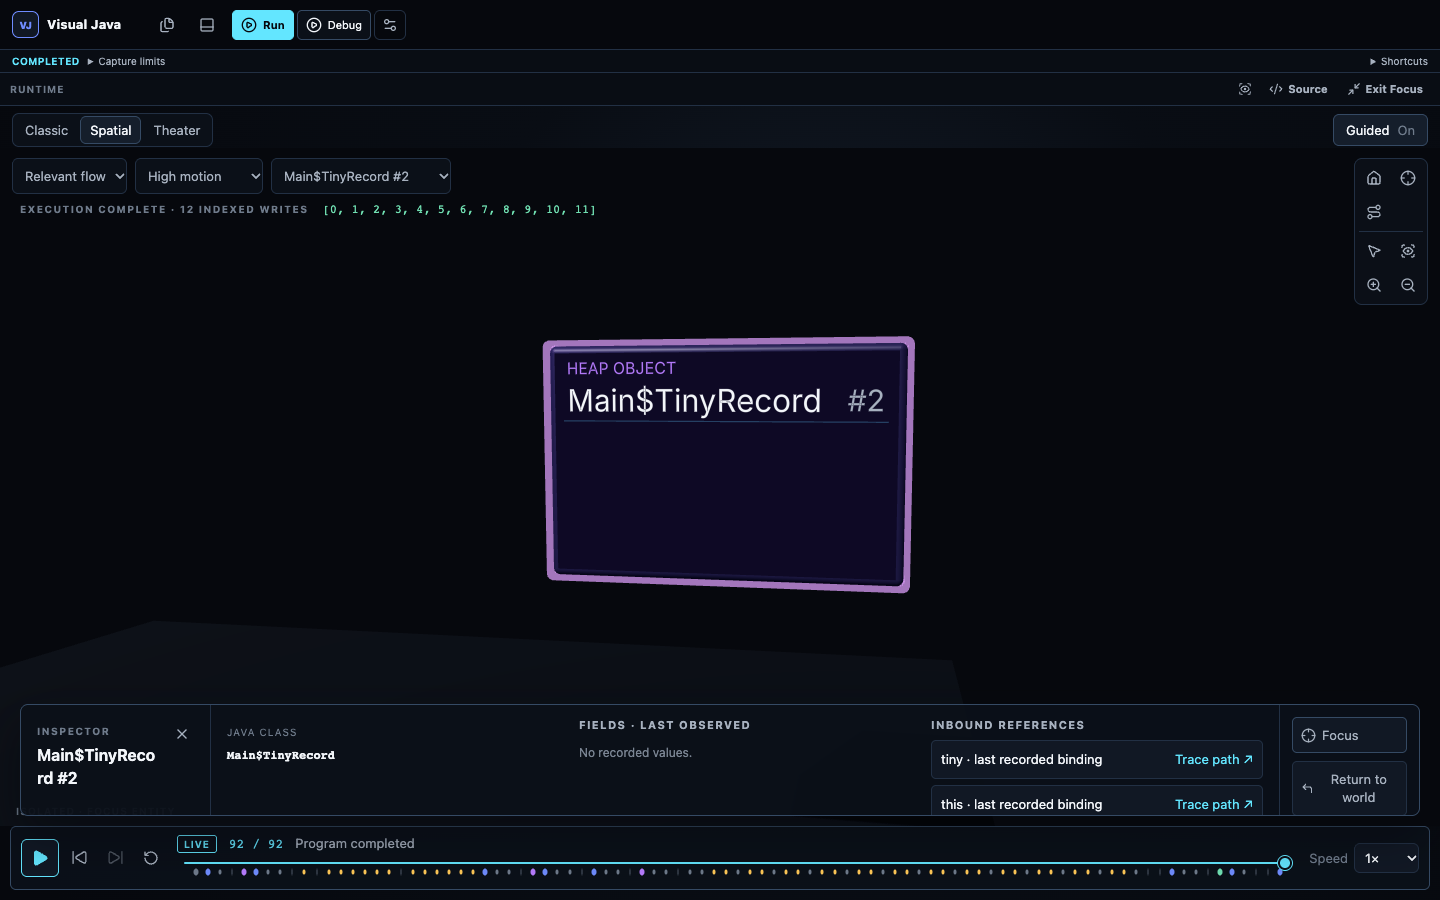 VJ Visual Java Run Debug
COMPLETED Capture limits Shortcuts
RUNTIME Source Exit Focus
Classic Spatial Theater Guided On
Relevant flow High motion Main$TinyRecord #2
EXECUTION COMPLETE · 12 INDEXED WRITES [0, 1, 2, 3, 4, 5, 6, 7, 8, 9, 10, 11]
HEAP OBJECT
Main$TinyRecord #2
INSPECTOR
Main$TinyReco
rd #2
JAVA CLASS
Main$TinyRecord
FIELDS · LAST OBSERVED
No recorded values.
INBOUND REFERENCES
tiny · last recorded binding Trace path
this · last recorded binding Trace path
Focus
Return to
world
ISOLATED · FOCUS ENTITY
LIVE 92 / 92 Program completed
Speed 1×